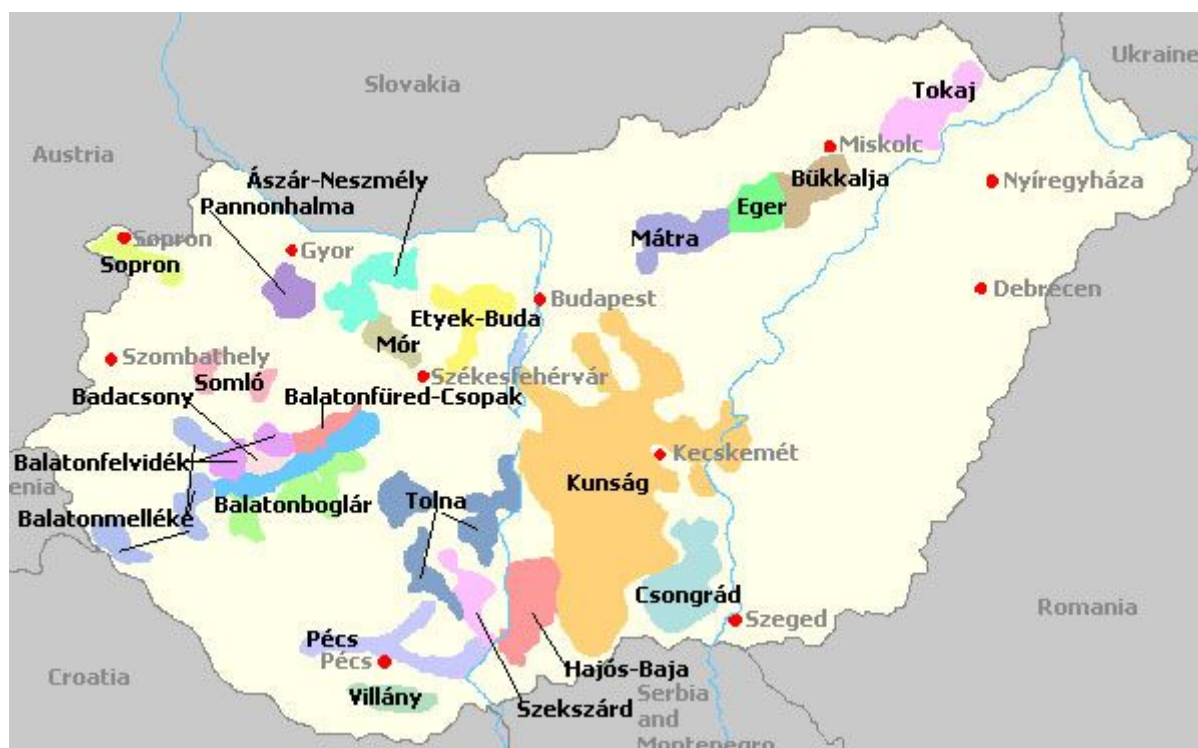 Slovakia
Ukraine
Tokaj
Miskolc
Austria
Bükkalja
Ászár-Neszmély
Nyíregyháza
Pannonhalma
Eger
Mátra
Sopron
Gyor
Sopron
Debrecen
Budapest
Etyek-Buda
Mór
Szombathely
Somló
Székesfehérvár
Badacsony
Balatonfüred-Csopak
Kecskemét
Balatonfelvidék
Kunság
enia
Balatonboglár
Tolna
Balatonmelléke
Csongrád
Romania
Szeged
Pécs
Pécs
Hajós-Baja
Croatia
Villány
Szekszárd
Serbia
and
Montenegro